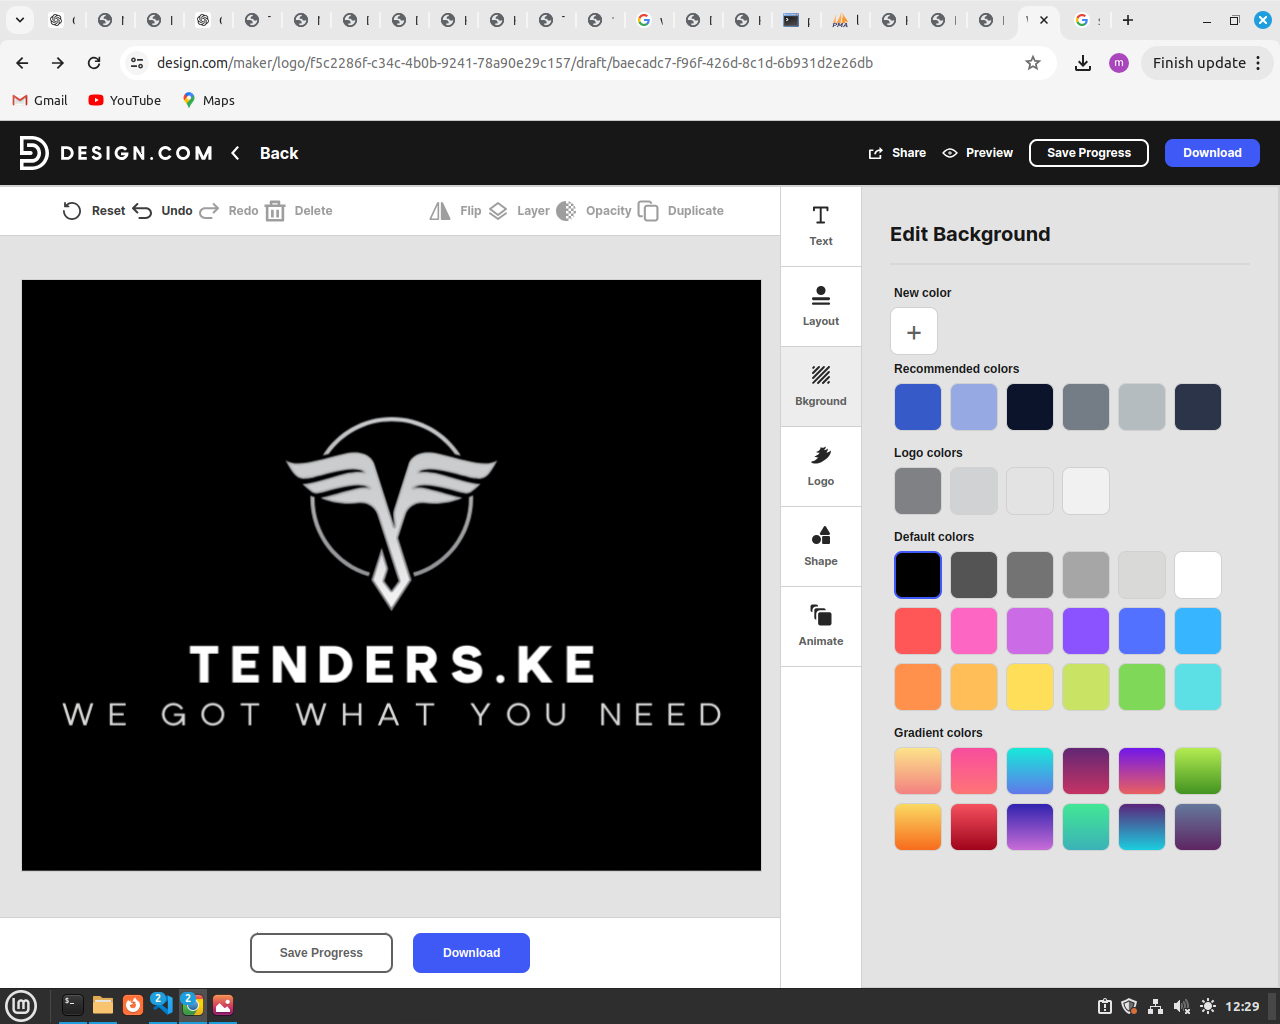 design.com/maker/logo/f5c2286f-c34c-4b0b-9241-78a90e29c157/draft/baecadc7-f96f-426d-8c1d-6b931d2e26db
m
Finish update
Gmail
YouTube
Maps
DESIGN.COM
Back
Share
Preview
Save Progress
Download
Reset
Undo
Redo
Delete
Flip
Layer
Opacity
Duplicate
Text
Layout
Bkground
Logo
Shape
Animate
Edit Background
New color
+
Recommended colors
Logo colors
Default colors
Gradient colors
TENDERS.KE
WE GOT WHAT YOU NEED
Save Progress
Download
2
2
12:29